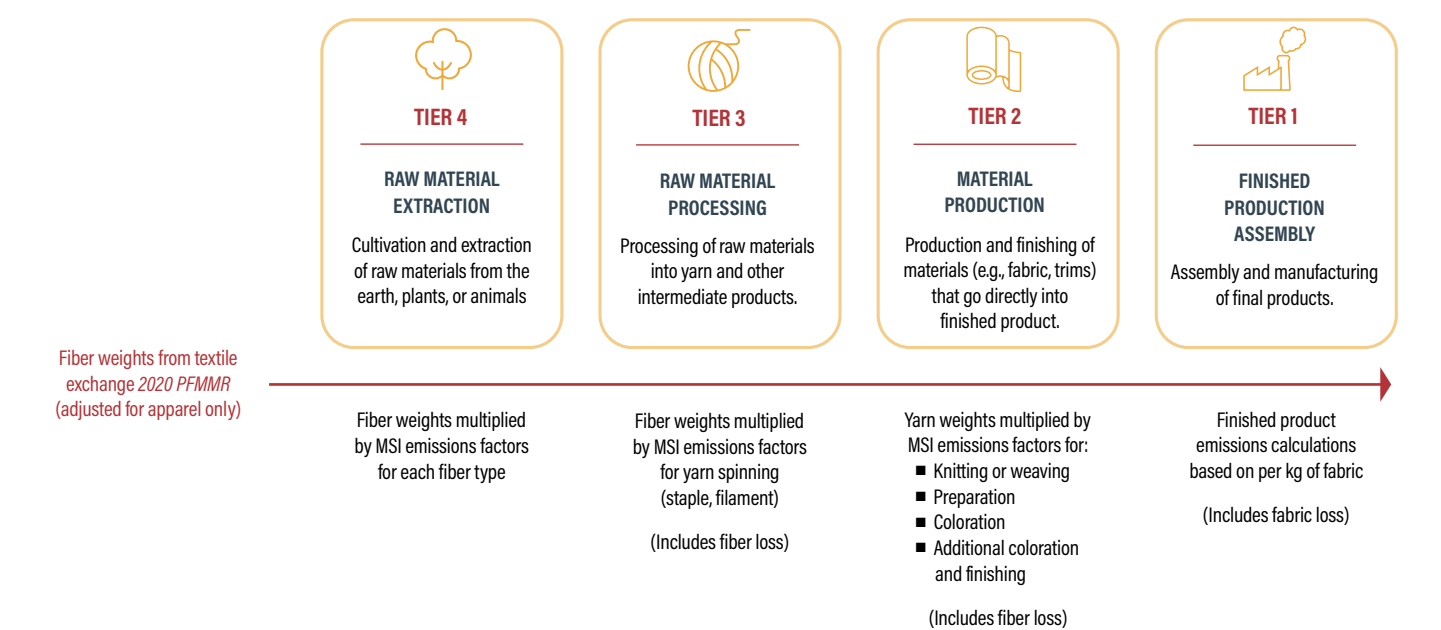 TIER 4
RAW MATERIAL
EXTRACTION
Cultivation and extraction
of raw materials from the
earth, plants, or animals
TIER 3
RAW MATERIAL
PROCESSING
Processing of raw materials
into yarn and other
intermediate products.
TIER 2
MATERIAL
PRODUCTION
Production and finishing of
materials (e.g., fabric, trims)
that go directly into
finished product.
TIER 1
FINISHED
PRODUCTION
ASSEMBLY
Assembly and manufacturing
of final products.
Fiber weights from textile
exchange 2020 PFMMR
(adjusted for apparel only)
Fiber weights multiplied
by MSI emissions factors
for each fiber type
Fiber weights multiplied
by MSI emissions factors
for yarn spinning
(staple, filament)
(Includes fiber loss)
Yarn weights multiplied by
MSI emissions factors for:
■ Knitting or weaving
■ Preparation
■ Coloration
■ Additional coloration
and finishing
(Includes fiber loss)
Finished product
emissions calculations
based on per kg of fabric
(Includes fabric loss)